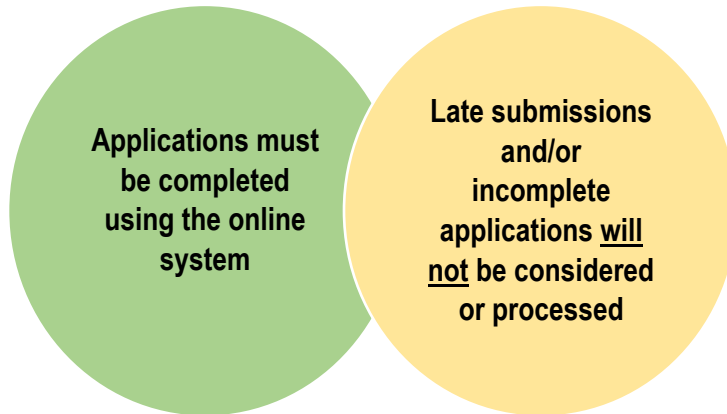 Applications must
be completed
using the online
system
Late submissions
and/or
incomplete
applications will
not be considered
or processed